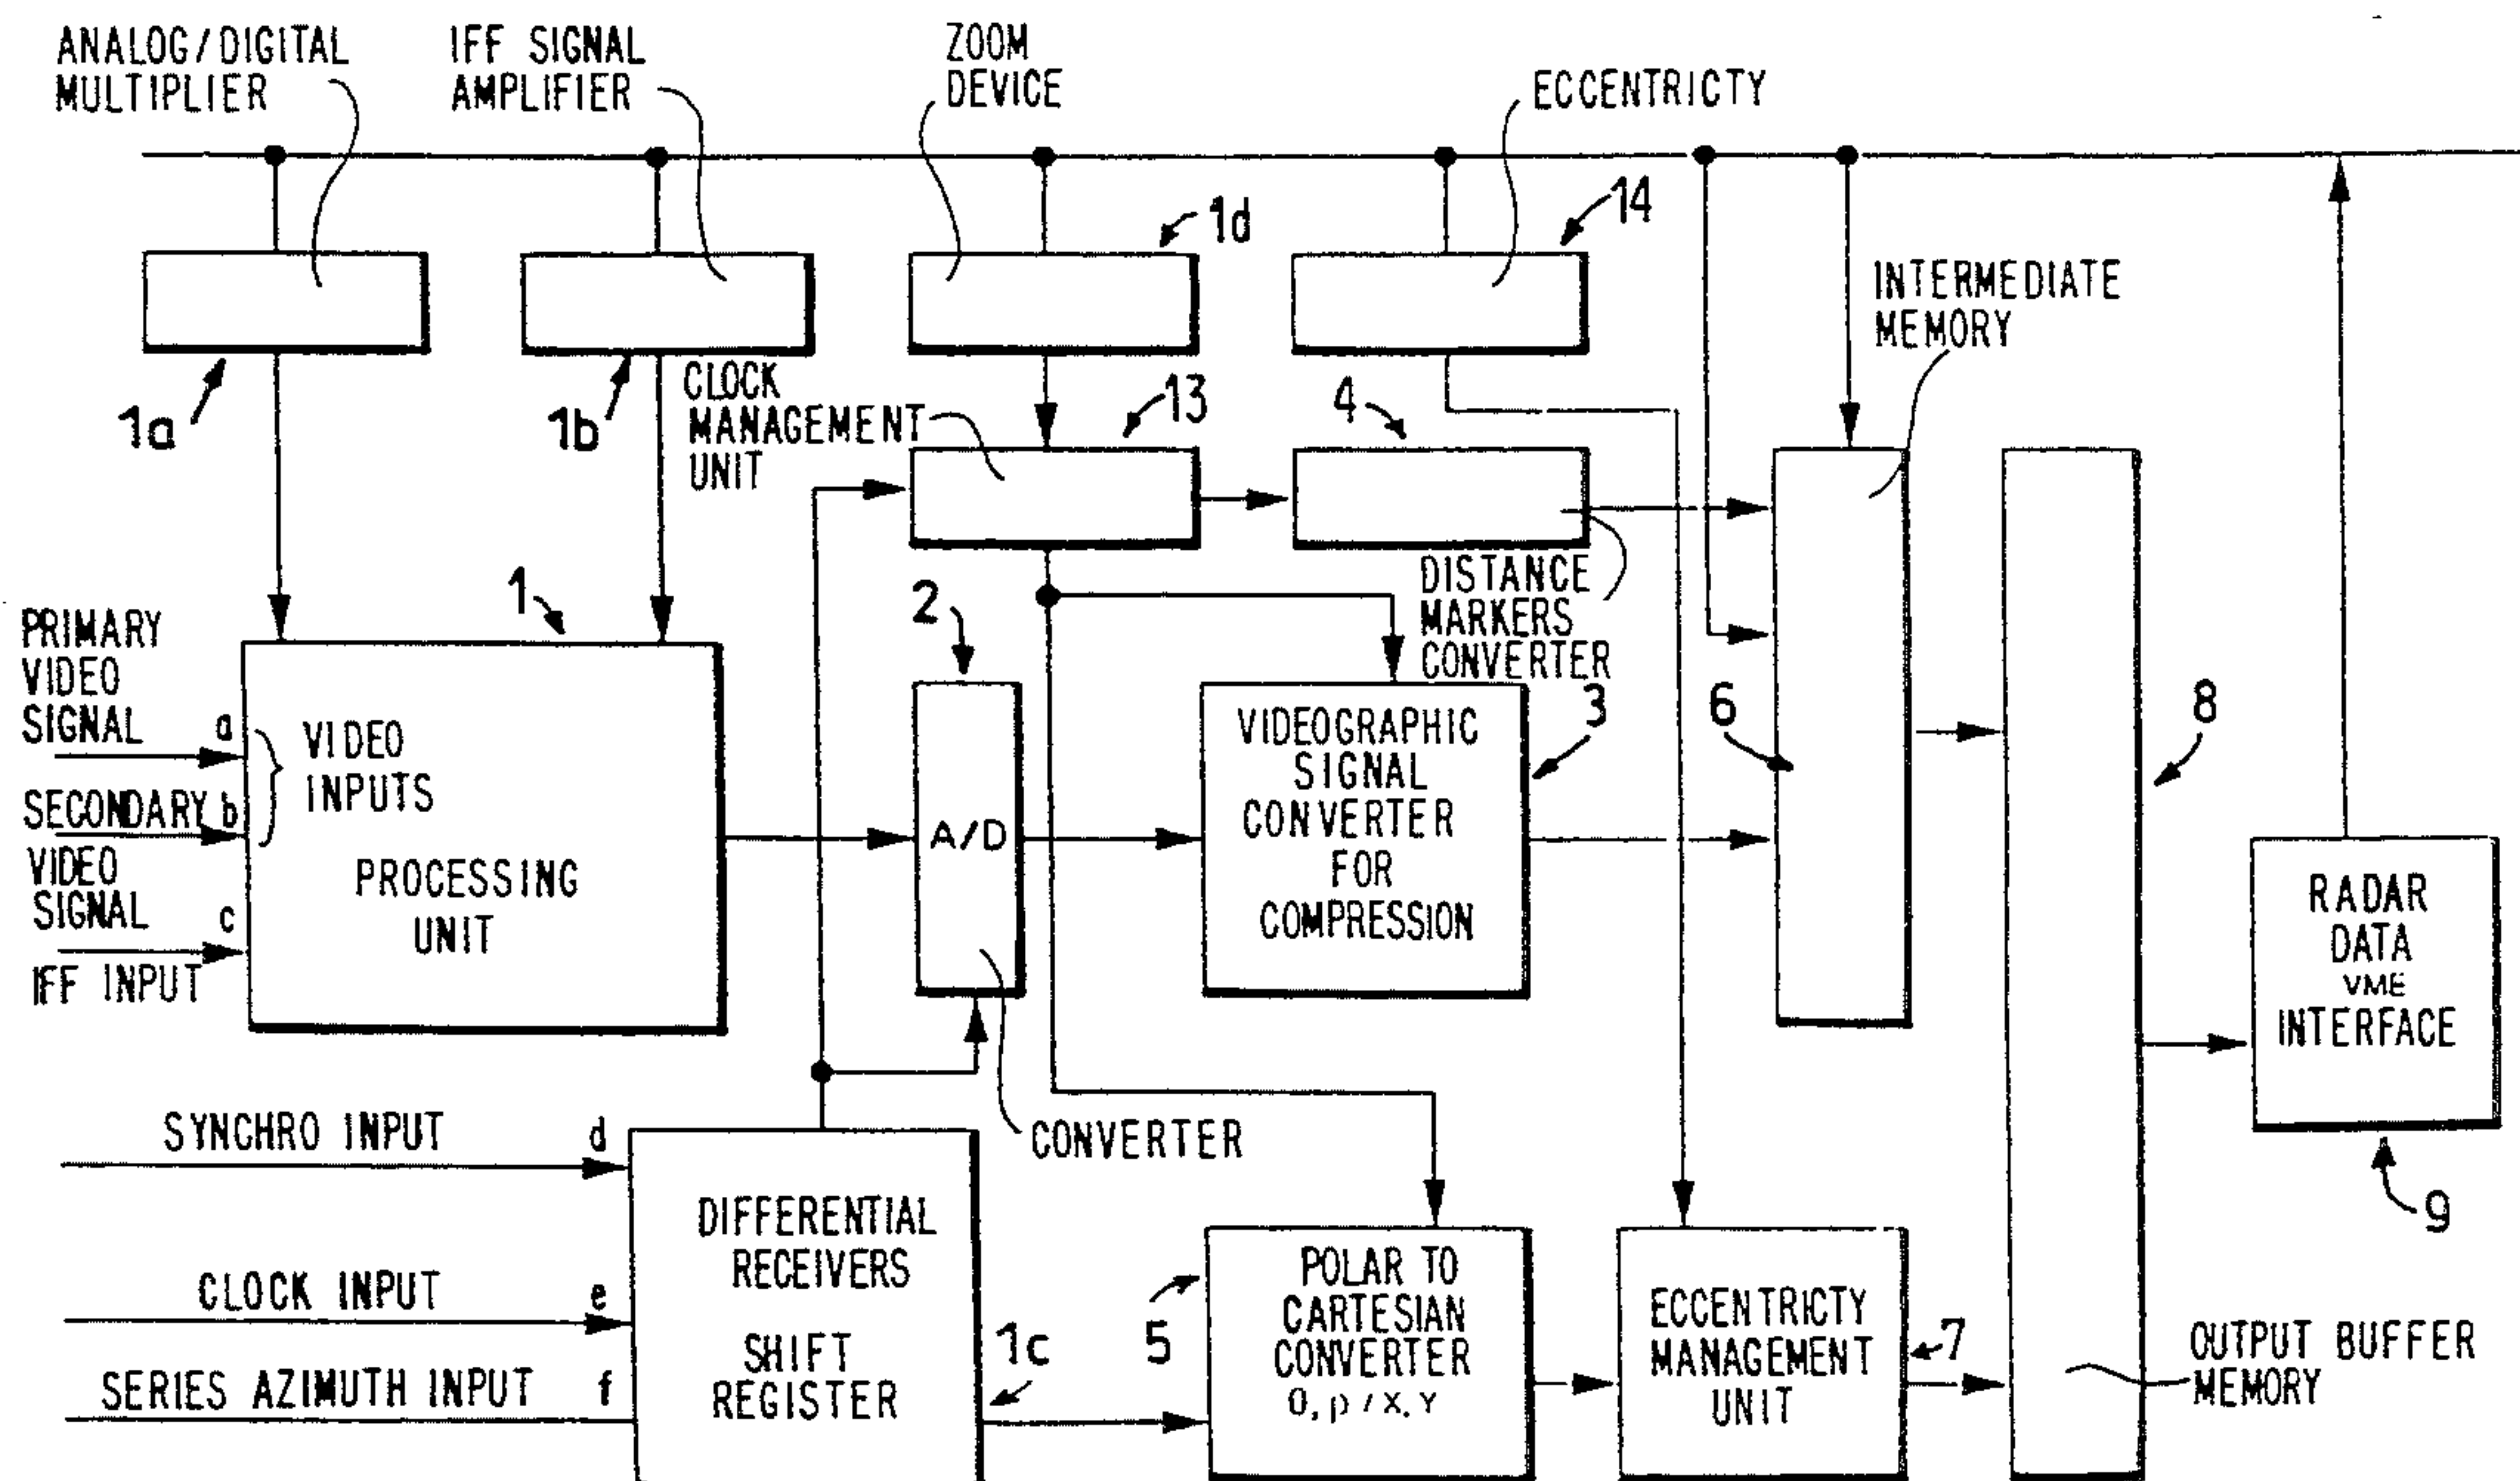 ANALOG/DIGITAL
MULTIPLIER
IFF SIGNAL
AMPLIFIER
ZOOM
DEVICE
ECCENTRICTY
1d
14
INTERMEDIATE
MEMORY
1a
1b
CLOCK
MANAGEMENT
UNIT
13
4
DISTANCE
MARKERS
CONVERTER
1
2
PRIMARY
VIDEO
SIGNAL
a
VIDEO
INPUTS
SECONDARY b
VIDEO
SIGNAL
c
IFF INPUT
PROCESSING
UNIT
A/D
VIDEOGRAPHIC
SIGNAL
CONVERTER
FOR
COMPRESSION
3
6
8
RADAR
DATA
VME
INTERFACE
9
SYNCHRO INPUT d
CONVERTER
CLOCK INPUT e
SERIES AZIMUTH INPUT f
DIFFERENTIAL
RECEIVERS
SHIFT
REGISTER
1c
5
POLAR TO
CARTESIAN
CONVERTER
θ, ρ / X, Y
ECCENTRICTY
MANAGEMENT
UNIT
7
OUTPUT BUFFER
MEMORY